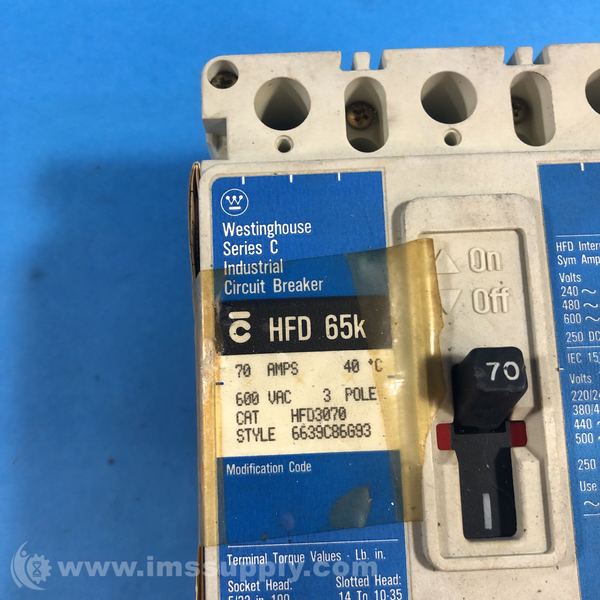 Westinghouse
Series C
Industrial
Circuit Breaker
HFD 65k
70 AMPS 40 °C
600 VAC 3 POLE
CAT HFD3070
STYLE 6639C86G93
Modification Code
Terminal Torque Values - Lb. in.
Socket Head: Slotted Head:
14 To 10-35
On
Off
70
HFD
Sym
Volts
240 ~
480 ~
600 ~
250 DC
IEC
Volts
440 ~
500 ~
250
Use
www.imssupply.com